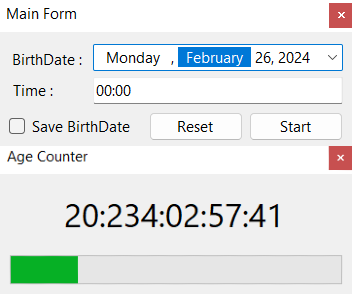 Main Form
BirthDate : Monday , February 26, 2024
Time : 00:00
Save BirthDate Reset Start
Age Counter
20:234:02:57:41